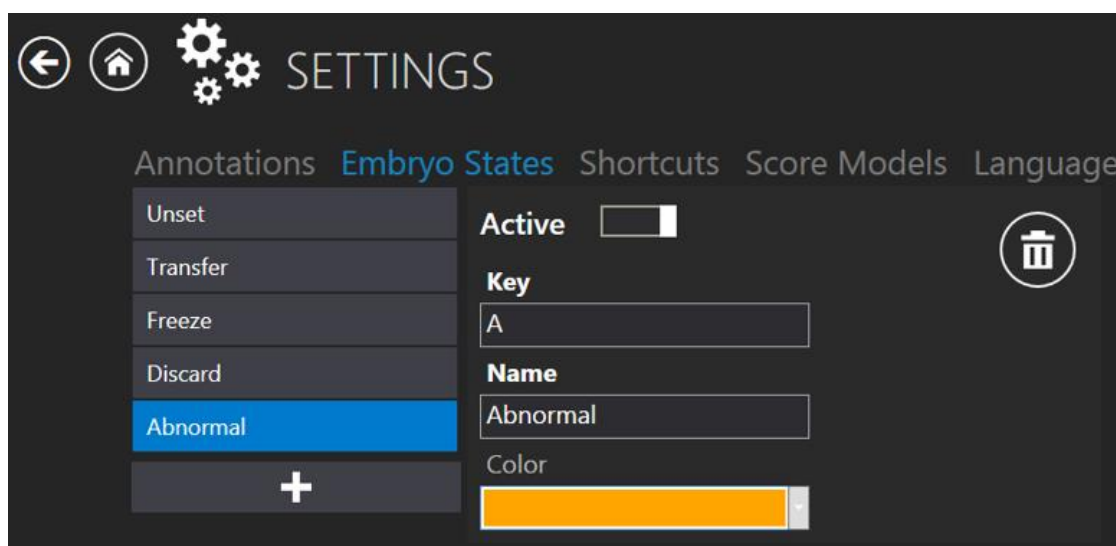 SETTINGS
Annotations Embryo States Shortcuts Score Models Language
Unset
Transfer
Freeze
Discard
Abnormal
Active
Key
A
Name
Abnormal
Color